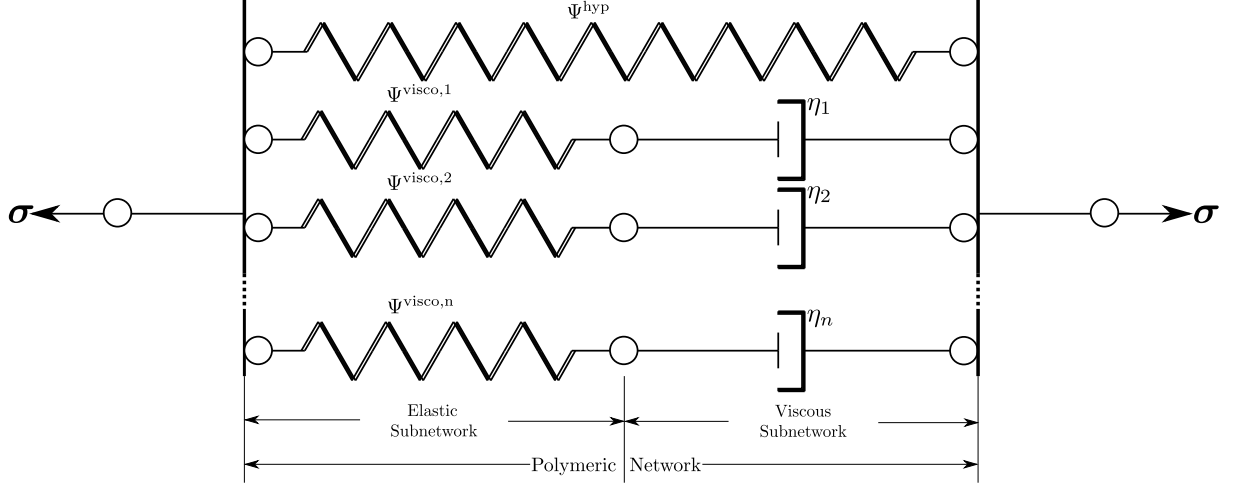 Ψ^hyp
Ψ^visco,1
η₁
Ψ^visco,2
η₂
σ
σ
Ψ^visco,n
ηₙ
Elastic
Subnetwork
Viscous
Subnetwork
Polymeric Network